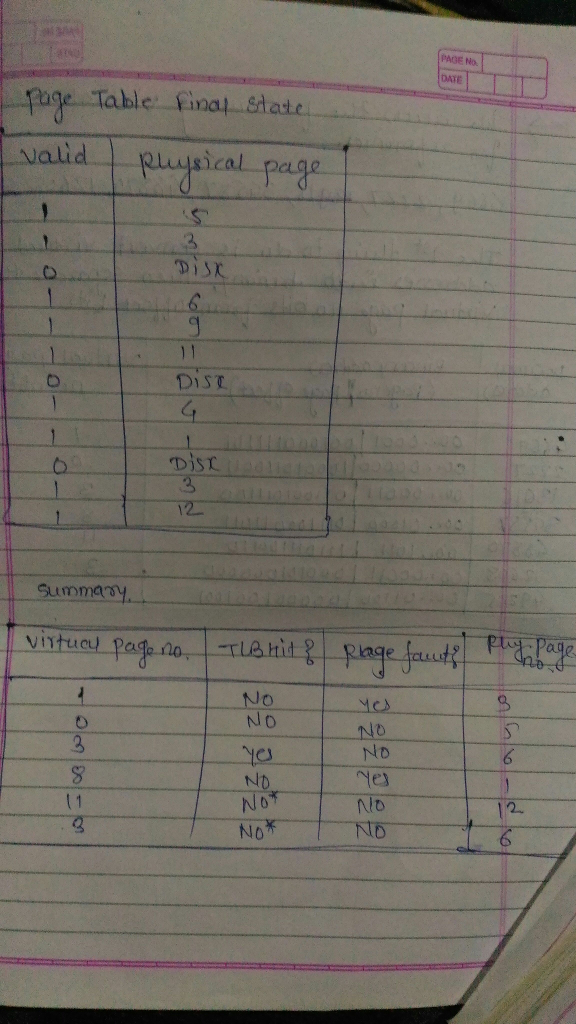 PAGE No.
DATE
Page Table Final State
Valid Physical page
1 5
1 3
0 Disk
1 6
1 9
1 11
0 Disk
1 4
1 1
0 Disk
1 3
1 12
Summary.
Virtual page no. TLB Hit? Page fault? Phy. page no.
1 NO Yes 3
0 NO NO 5
3 Yes NO 6
8 NO Yes 1
11 NO* NO 12
3 NO* NO 6